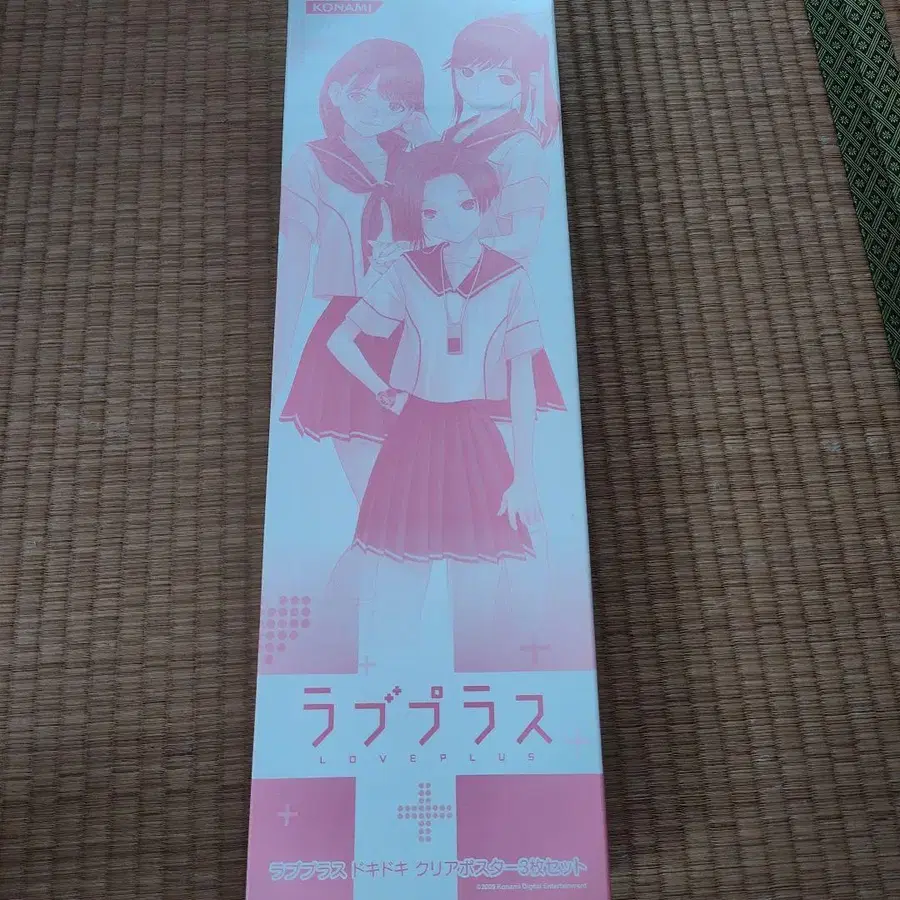 KONAMI
ラブプラス
LOVEPLUS
ラブプラス ドキドキ クリアポスター3枚セット
©2009 Konami Digital Entertainment